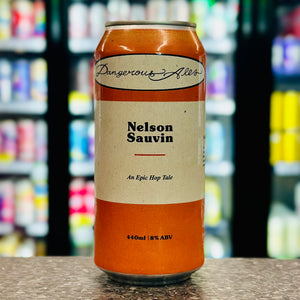 Dangerous Ales
Nelson
Sauvin
An Epic Hop Tale
440ml | 8% ABV